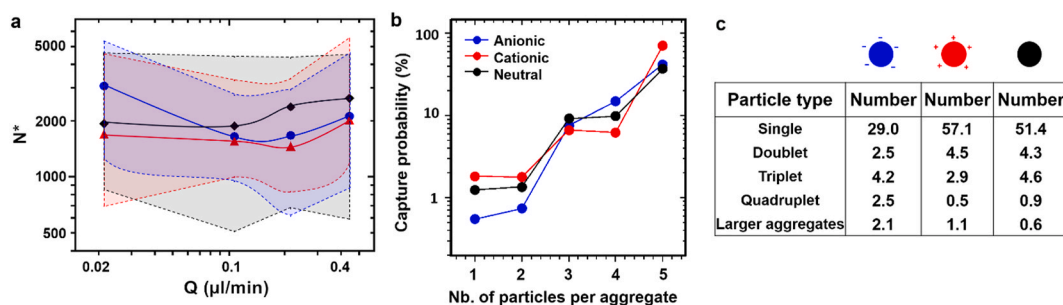 a
5000
2000
1000
500
N*
0.02
0.1
0.4
Q (µl/min)
b
100
10
1
Capture probability (%)
Anionic
Cationic
Neutral
1 2 3 4 5
Nb. of particles per aggregate
c
- - - - -
+ + + + +
Particle type Number Number Number
Single 29.0 57.1 51.4
Doublet 2.5 4.5 4.3
Triplet 4.2 2.9 4.6
Quadruplet 2.5 0.5 0.9
Larger aggregates 2.1 1.1 0.6